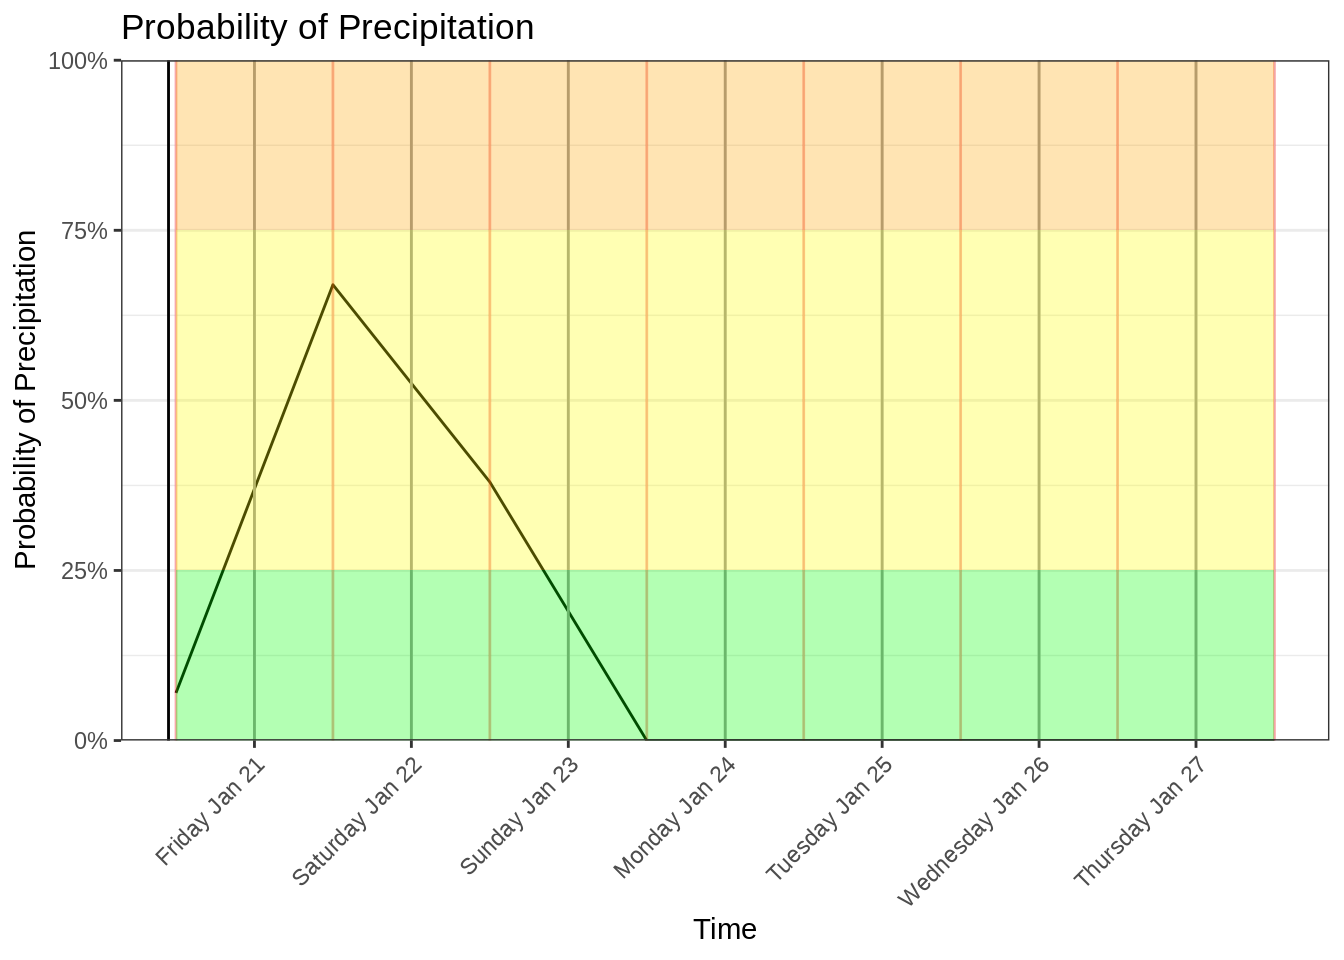 Probability of Precipitation
Probability of Precipitation
100%
75%
50%
25%
0%
Friday Jan 21
Saturday Jan 22
Sunday Jan 23
Monday Jan 24
Tuesday Jan 25
Wednesday Jan 26
Thursday Jan 27
Time